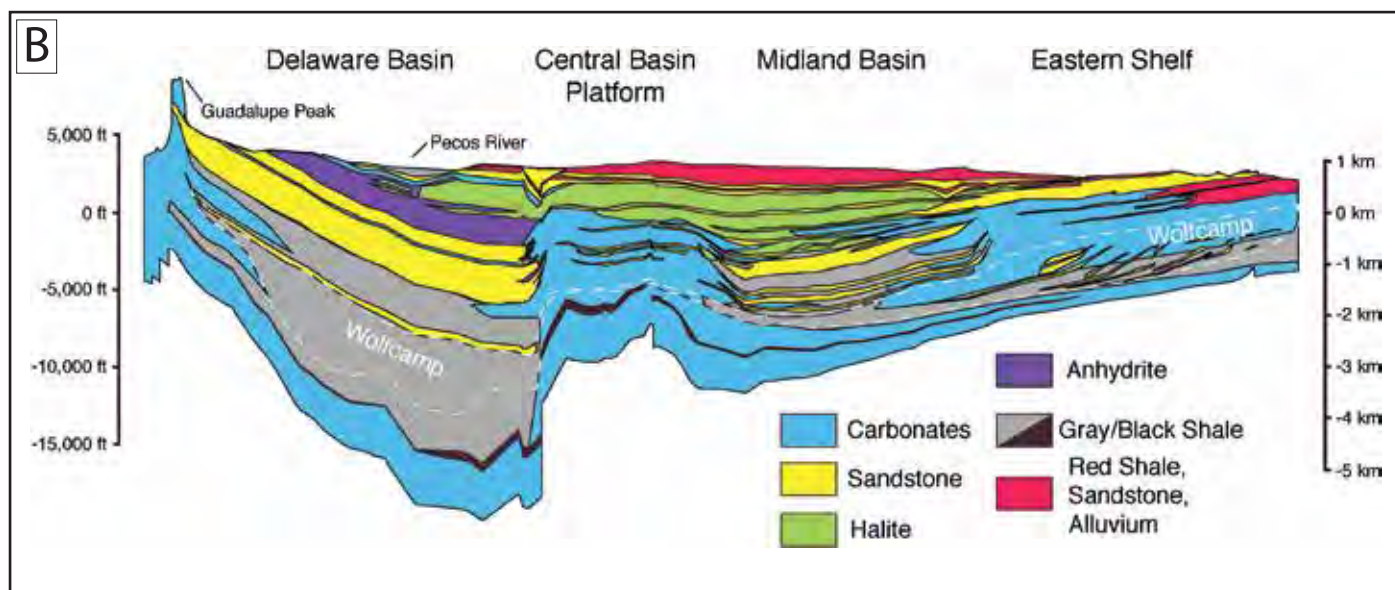 B
Delaware Basin
Central Basin
Platform
Midland Basin
Eastern Shelf
Guadalupe Peak
Pecos River
5,000 ft
0 ft
-5,000 ft
-10,000 ft
-15,000 ft
1 km
0 km
-1 km
-2 km
-3 km
-4 km
-5 km
Wolfcamp
Wolfcamp
Anhydrite
Carbonates
Gray/Black Shale
Sandstone
Red Shale,
Sandstone,
Alluvium
Halite